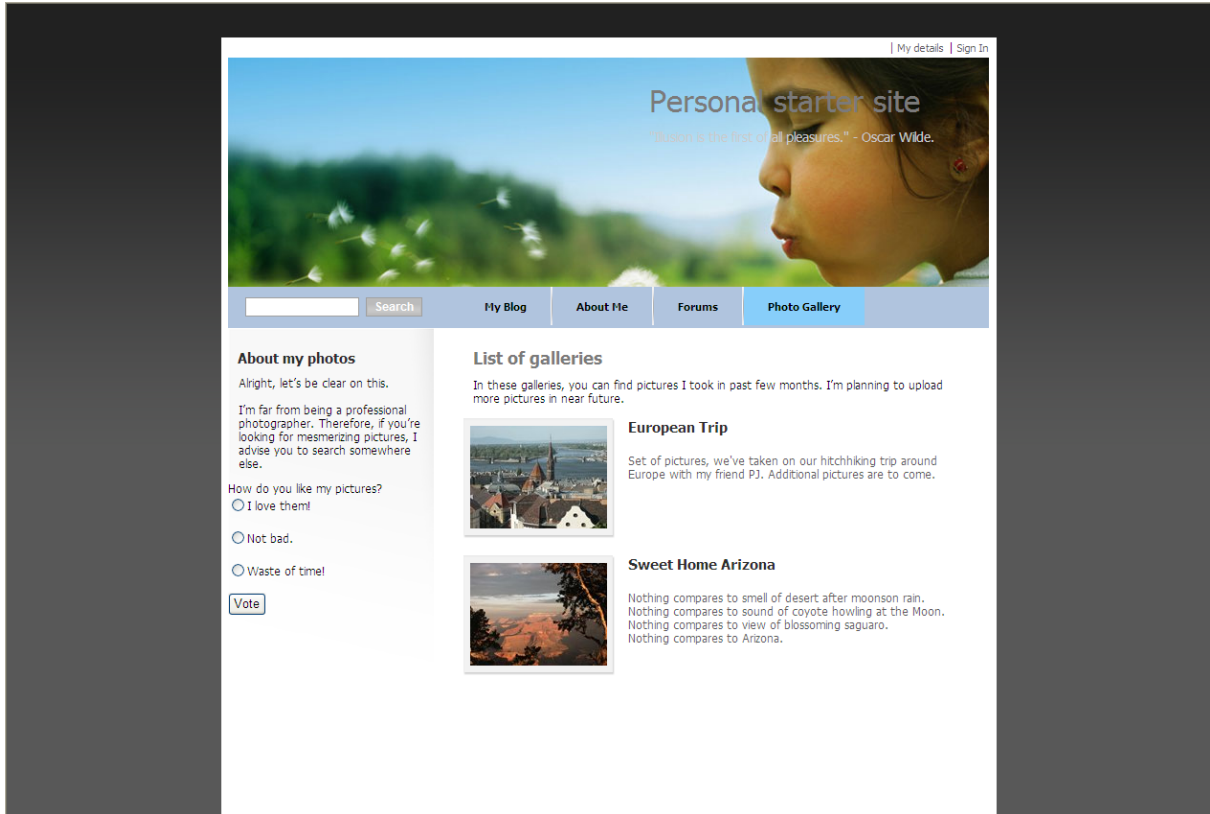 My details
Sign In
Personal starter site
is the first of all pleasures." - Oscar Wilde.
Search
My Blog
About Me
Forums
Photo Gallery
About my photos
Alright, let's be clear on this.
I'm far from being a professional
photographer. Therefore, if you're
looking for mesmerizing pictures, I
advise you to search somewhere
else.
How do you like my pictures?
I love them!
Not bad.
Waste of time!
Vote
List of galleries
In these galleries, you can find pictures I took in past few months. I'm planning to upload
more pictures in near future.
European Trip
Set of pictures, we've taken on our hitchhiking trip around
Europe with my friend PJ. Additional pictures are to come.
Sweet Home Arizona
Nothing compares to smell of desert after moonson rain.
Nothing compares to sound of coyote howling at the Moon.
Nothing compares to view of blossoming saguaro.
Nothing compares to Arizona.